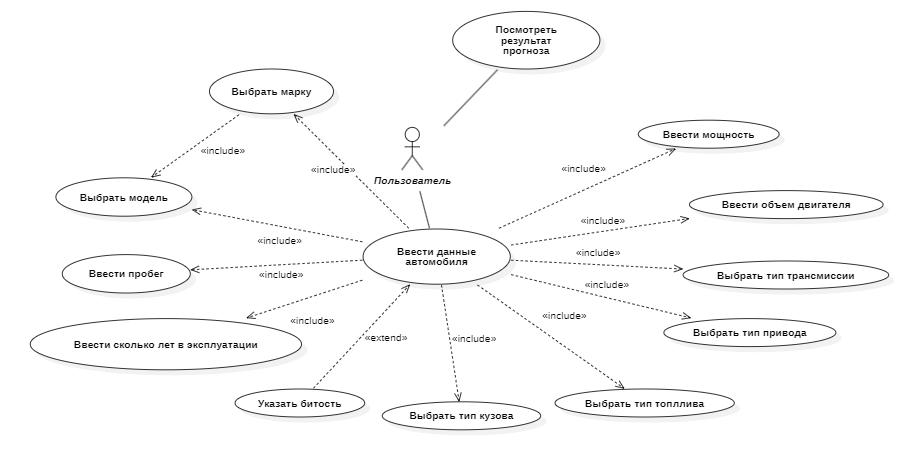 Посмотреть
результат
прогноза
Выбрать марку
Ввести мощность
«include»
«include»
«include»
Пользователь
Выбрать модель
Ввести объем двигателя
«include»
«include»
Ввести данные
автомобиля
«include»
Ввести пробег
«include»
Выбрать тип трансмиссии
«include»
«include»
«include»
Выбрать тип привода
«extend»
«include»
Ввести сколько лет в эксплуатации
Указать битость
Выбрать тип кузова
Выбрать тип топллива